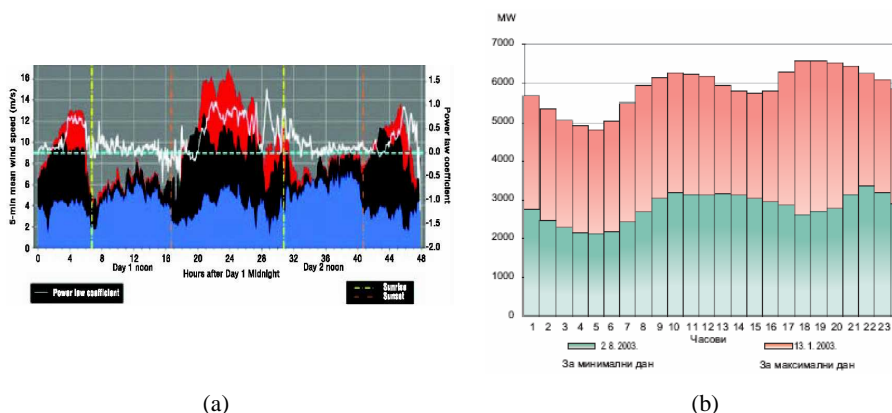 5-min mean wind speed (m/s)
16
14
12
10
8
6
4
2
0
1.5
1.0
0.5
0.0
-0.5
-1.0
-1.5
-2.0
Power law coefficient
0 4 8 12 16 20 24 28 32 36 40 44 48
Day 1 noon Hours after Day 1 Midnight Day 2 noon
Power law coefficient
Sunrise
Sunset
(a)
MW
7000
6000
5000
4000
3000
2000
1000
0
1 2 3 4 5 6 7 8 9 10 11 12 13 14 15 16 17 18 19 20 21 22 23
Часови
2 8. 2003. 13. 1. 2003.
За минимални дан За максимални дан
(b)